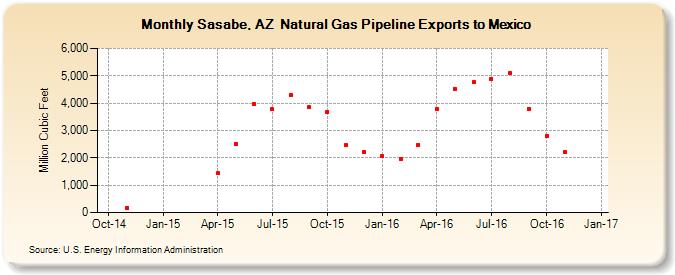 Monthly Sasabe, AZ Natural Gas Pipeline Exports to Mexico
Million Cubic Feet
6,000
5,000
4,000
3,000
2,000
1,000
0
Oct-14 Jan-15 Apr-15 Jul-15 Oct-15 Jan-16 Apr-16 Jul-16 Oct-16 Jan-17
Source: U.S. Energy Information Administration